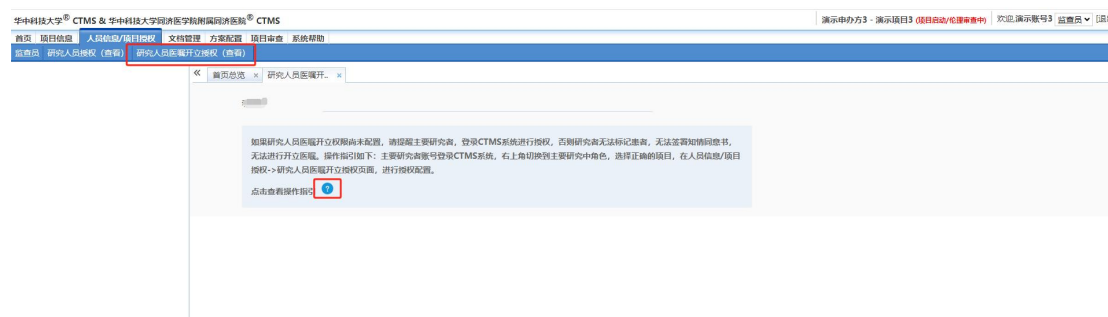 华中科技大学® CTMS & 华中科技大学同济医学院附属同济医院® CTMS
演示申办方3 - 演示项目3 (项目启动/伦理审查中) 欢迎,演示账号3 监查员 [退
首页 项目信息 人员信息/项目授权 文档管理 方案配置 项目审查 系统帮助
监查员 研究人员授权（查看） 研究人员医嘱开立授权（查看）
« 首页总览 × 研究人员医嘱开.. ×
如果研究人员医嘱开立权限尚未配置，请提醒主要研究者，登录CTMS系统进行授权，否则研究者无法标记患者，无法签署知情同意书，
无法进行开立医嘱。操作指引如下：主要研究者账号登录CTMS系统，右上角切换到主要研究中角色，选择正确的项目，在人员信息/项目
授权->研究人员医嘱开立授权页面，进行授权配置。
点击查看操作指引 ?